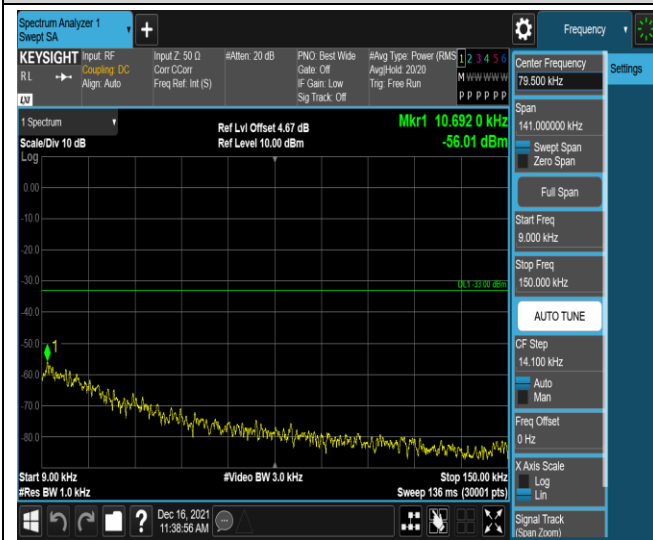 Spectrum Analyzer 1
Swept SA
+
Frequency
KEYSIGHT
Input: RF
Input Z: 50 Ω
#Atten: 20 dB
PNO: Best Wide
#Avg Type: Power (RMS
1 2 3 4 5 6
RL
Coupling: DC
Corr CCorr
Gate: Off
Avg|Hold: 20/20
M W W W W W
Align: Auto
Freq Ref: Int (S)
IF Gain: Low
Trig: Free Run
Sig Track: Off
P P P P P P
LXI
1 Spectrum
Ref Lvl Offset 4.67 dB
Mkr1 10.692 0 kHz
Scale/Div 10 dB
Ref Level 10.00 dBm
-56.01 dBm
Log
0.00
-10.0
-20.0
DL1 -33.00 dBm
-30.0
-40.0
-50.0
1
-60.0
-70.0
-80.0
Start 9.00 kHz
#Video BW 3.0 kHz
Stop 150.00 kHz
#Res BW 1.0 kHz
Sweep 136 ms (30001 pts)
?
Dec 16, 2021
11:38:56 AM
Center Frequency
79.500 kHz
Settings
Span
141.000000 kHz
Swept Span
Zero Span
Full Span
Start Freq
9.000 kHz
Stop Freq
150.000 kHz
AUTO TUNE
CF Step
14.100 kHz
Auto
Man
Freq Offset
0 Hz
X Axis Scale
Log
Lin
Signal Track
(Span Zoom)